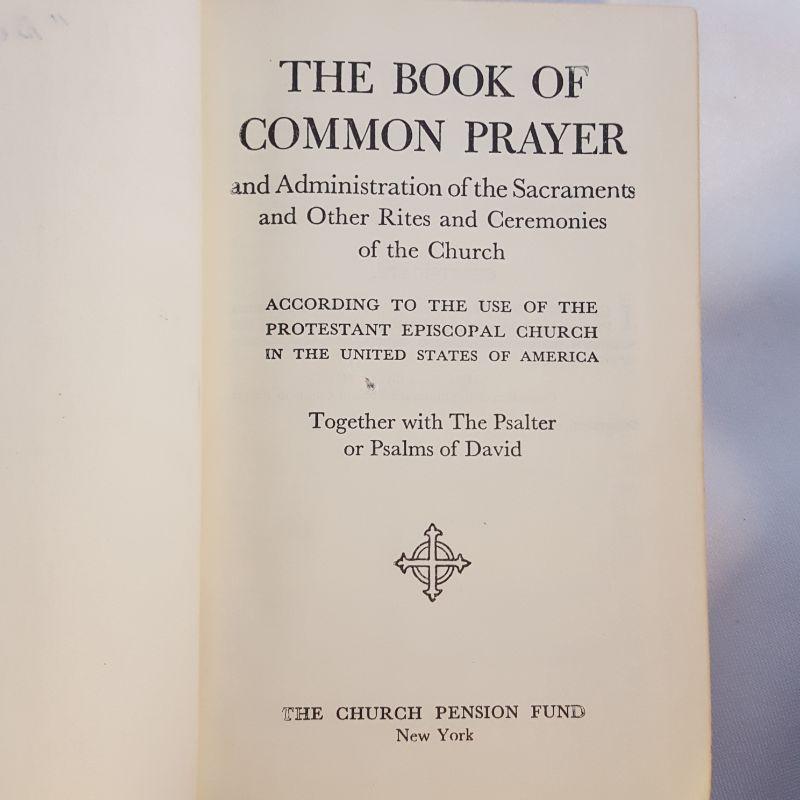 THE BOOK OF
COMMON PRAYER
and Administration of the Sacraments
and Other Rites and Ceremonies
of the Church
ACCORDING TO THE USE OF THE
PROTESTANT EPISCOPAL CHURCH
IN THE UNITED STATES OF AMERICA
Together with The Psalter
or Psalms of David
THE CHURCH PENSION FUND
New York